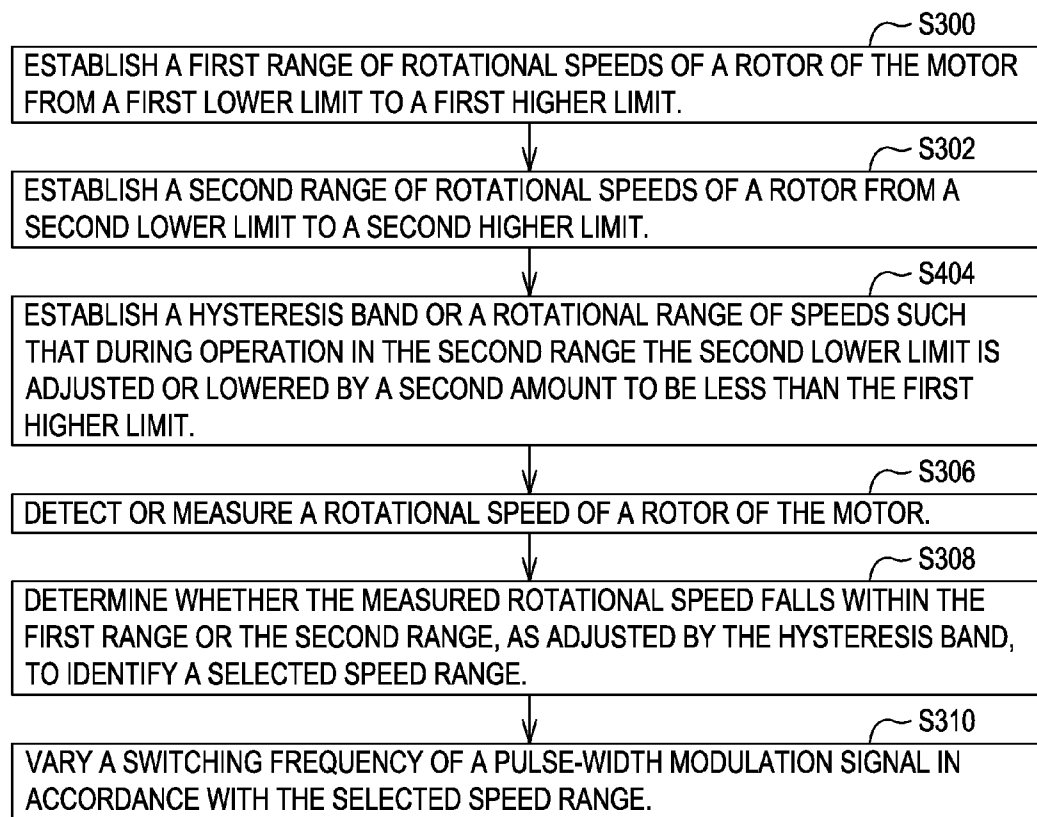 S300
ESTABLISH A FIRST RANGE OF ROTATIONAL SPEEDS OF A ROTOR OF THE MOTOR
FROM A FIRST LOWER LIMIT TO A FIRST HIGHER LIMIT.
S302
ESTABLISH A SECOND RANGE OF ROTATIONAL SPEEDS OF A ROTOR FROM A
SECOND LOWER LIMIT TO A SECOND HIGHER LIMIT.
S404
ESTABLISH A HYSTERESIS BAND OR A ROTATIONAL RANGE OF SPEEDS SUCH
THAT DURING OPERATION IN THE SECOND RANGE THE SECOND LOWER LIMIT IS
ADJUSTED OR LOWERED BY A SECOND AMOUNT TO BE LESS THAN THE FIRST
HIGHER LIMIT.
S306
DETECT OR MEASURE A ROTATIONAL SPEED OF A ROTOR OF THE MOTOR.
S308
DETERMINE WHETHER THE MEASURED ROTATIONAL SPEED FALLS WITHIN THE
FIRST RANGE OR THE SECOND RANGE, AS ADJUSTED BY THE HYSTERESIS BAND,
TO IDENTIFY A SELECTED SPEED RANGE.
S310
VARY A SWITCHING FREQUENCY OF A PULSE-WIDTH MODULATION SIGNAL IN
ACCORDANCE WITH THE SELECTED SPEED RANGE.